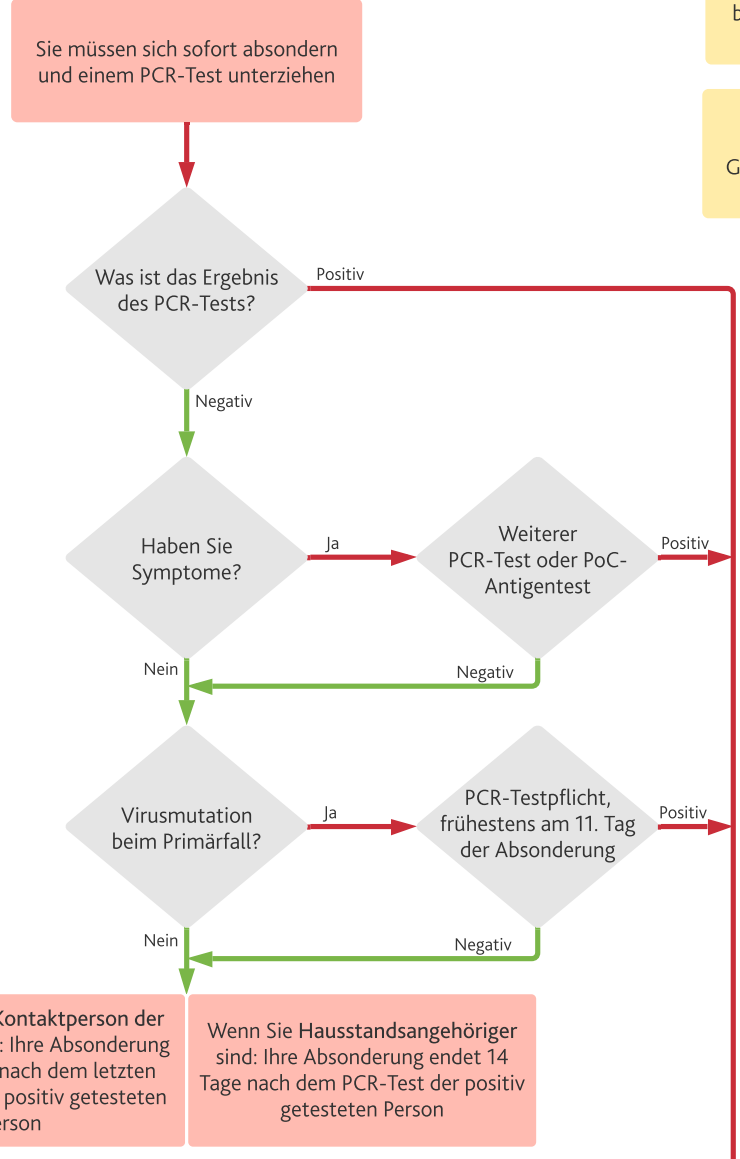 Sie müssen sich sofort absondern
und einem PCR-Test unterziehen
Was ist das Ergebnis
des PCR-Tests?
Positiv
Negativ
Haben Sie
Symptome?
Ja
Weiterer
PCR-Test oder PoC-
Antigentest
Positiv
Nein
Negativ
Virusmutation
beim Primärfall?
Ja
PCR-Testpflicht,
frühestens am 11. Tag
der Absonderung
Positiv
Nein
Negativ
Kontaktperson der
: Ihre Absonderung
nach dem letzten
positiv getesteten
Wenn Sie Hausstandsangehöriger
sind: Ihre Absonderung endet 14
Tage nach dem PCR-Test der positiv
getesteten Person